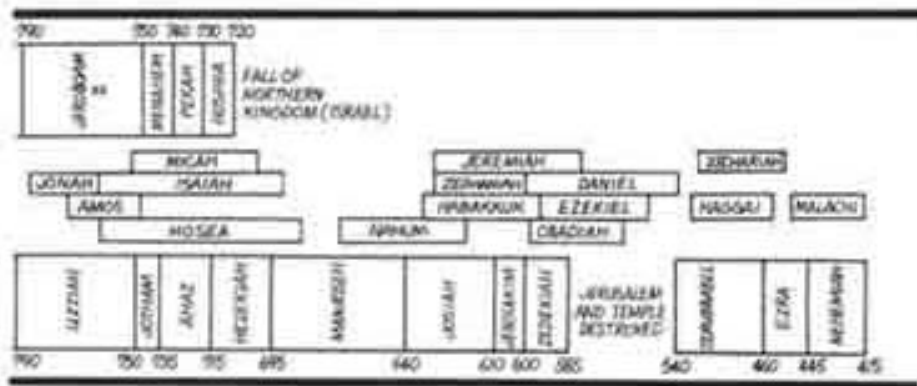 790 750 740 730 720
JEROBOAM II MENAHEM PEKAH HOSHEA
FALL OF
NORTHERN
KINGDOM (ISRAEL)
MICAH JEREMIAH ZECHARIAH
JONAH ISAIAH ZEPHANIAH DANIEL
AMOS HABAKKUK EZEKIEL HAGGAI MALACHI
HOSEA NAHUM OBADIAH
UZZIAH JOTHAM AHAZ HEZEKIAH MANASSEH JOSIAH JEHOIAKIM ZEDEKIAH
JERUSALEM
AND TEMPLE
DESTROYED
ZERUBBABEL EZRA NEHEMIAH
790 750 735 715 695 640 600 585 540 460 445 415